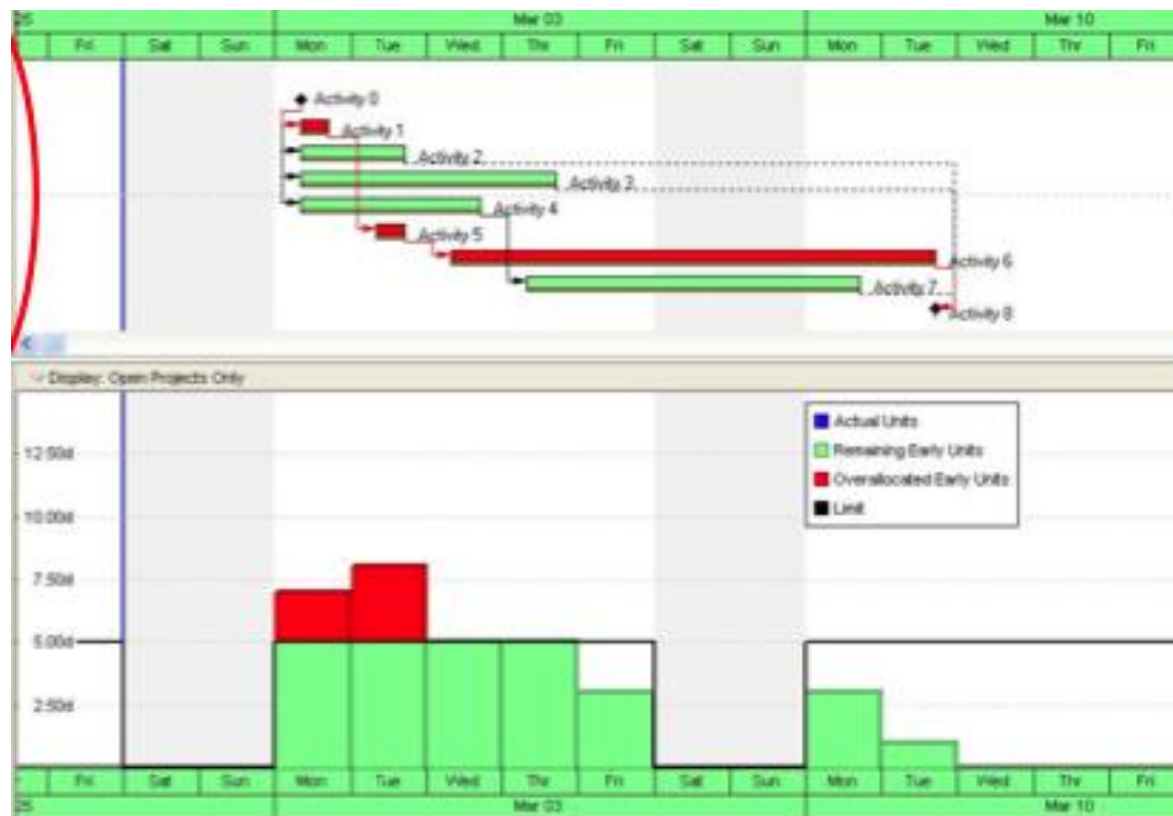 25 Mar 03 Mar 10
Fri Sat Sun Mon Tue Wed Thr Fri Sat Sun Mon Tue Wed Thr Fri
Activity 0
Activity 1
Activity 2
Activity 3
Activity 4
Activity 5
Activity 6
Activity 7
Activity 8
Display: Open Projects Only
Actual Units
Remaining Early Units
Overallocated Early Units
Limit
12.50d
10.00d
7.50d
5.00d
2.50d
Fri Sat Sun Mon Tue Wed Thr Fri Sat Sun Mon Tue Wed Thr Fri
25 Mar 03 Mar 10